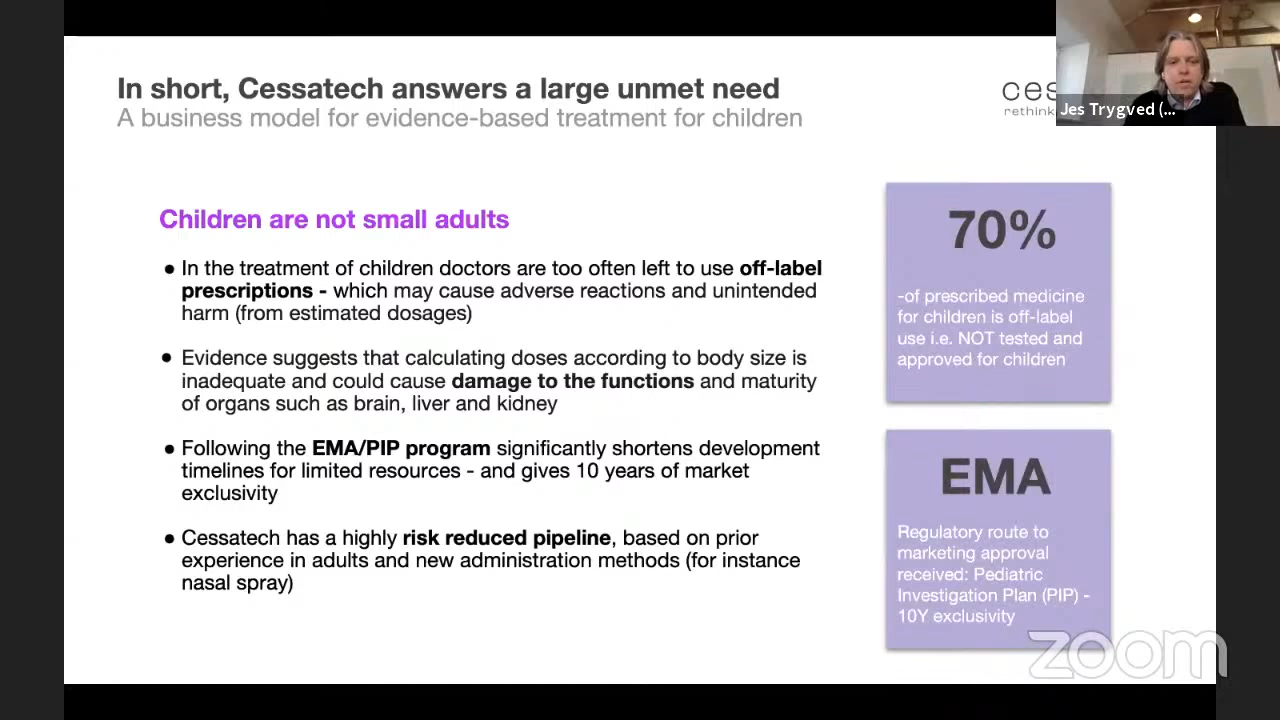 In short, Cessatech answers a large unmet need
A business model for evidence-based treatment for children
ces
rethink
Jes Trygved (...
Children are not small adults
● In the treatment of children doctors are too often left to use off-label
prescriptions - which may cause adverse reactions and unintended
harm (from estimated dosages)
● Evidence suggests that calculating doses according to body size is
inadequate and could cause damage to the functions and maturity
of organs such as brain, liver and kidney
● Following the EMA/PIP program significantly shortens development
timelines for limited resources - and gives 10 years of market
exclusivity
● Cessatech has a highly risk reduced pipeline, based on prior
experience in adults and new administration methods (for instance
nasal spray)
70%
-of prescribed medicine
for children is off-label
use i.e. NOT tested and
approved for children
EMA
Regulatory route to
marketing approval
received: Pediatric
Investigation Plan (PIP) -
10Y exclusivity
zoom